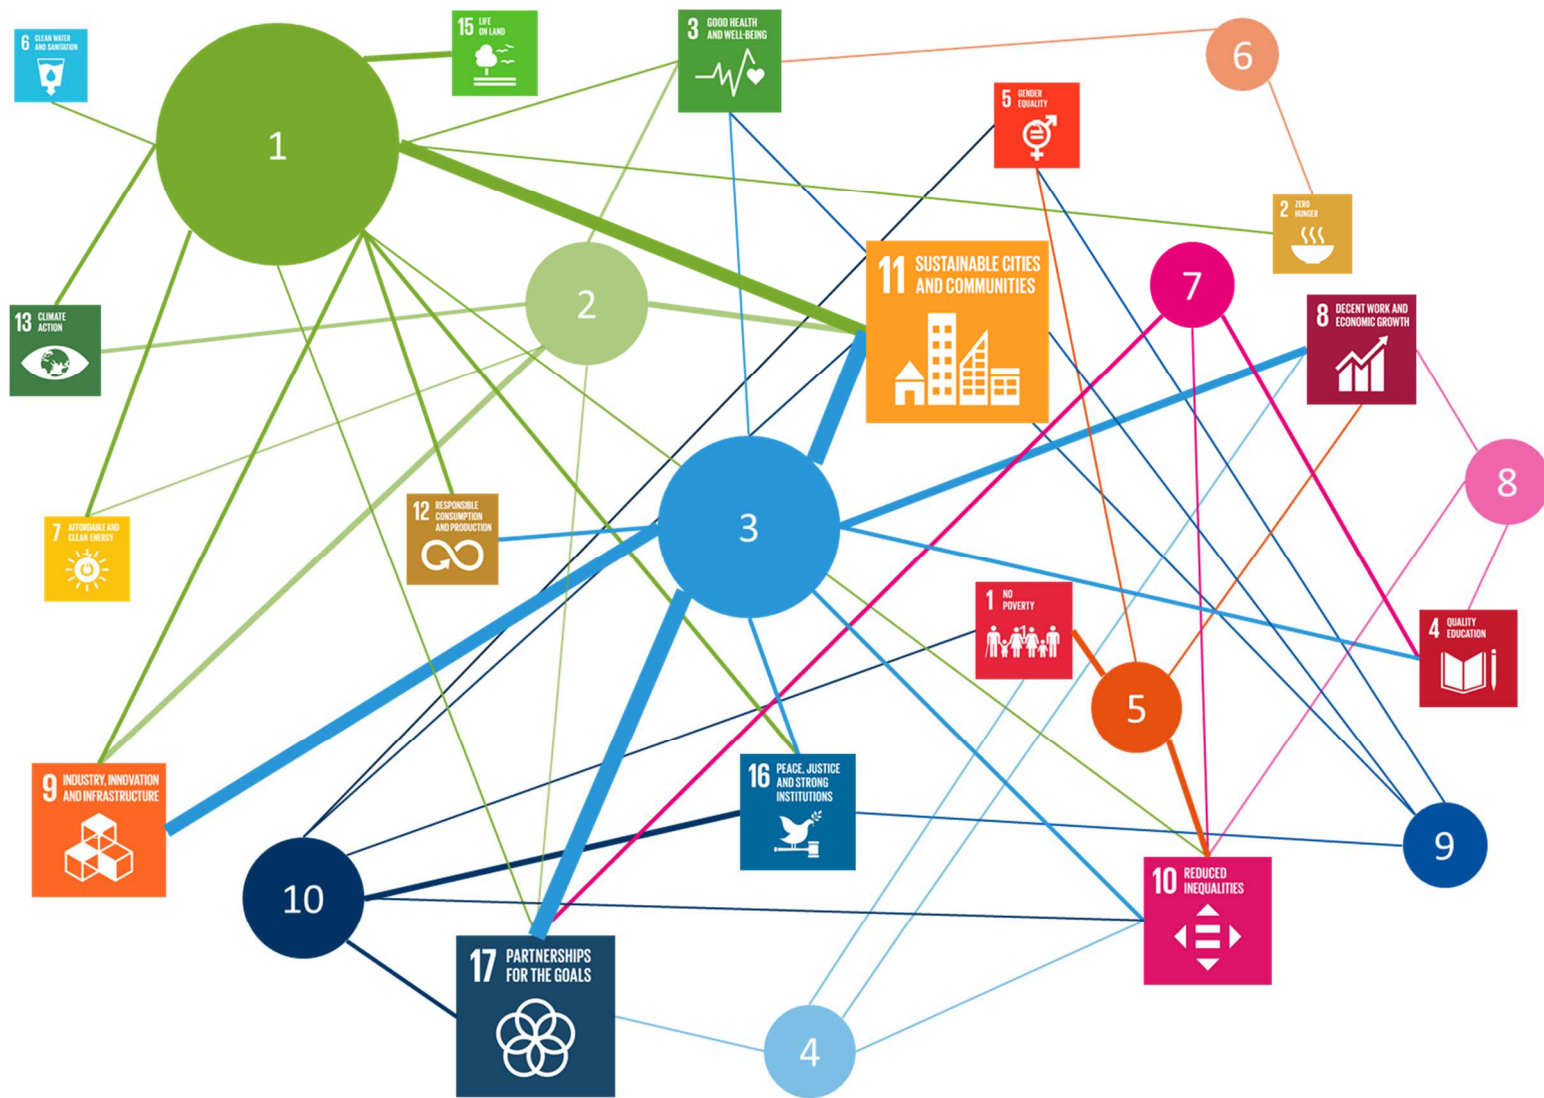 6 CLEAN WATER
AND SANITATION
1
15 LIFE
ON LAND
3 GOOD HEALTH
AND WELL-BEING
6
5 GENDER
EQUALITY
2 ZERO
HUNGER
11 SUSTAINABLE CITIES
AND COMMUNITIES
7
2
13 CLIMATE
ACTION
8 DECENT WORK AND
ECONOMIC GROWTH
8
12 RESPONSIBLE
CONSUMPTION
AND PRODUCTION
3
7 AFFORDABLE AND
CLEAN ENERGY
1 NO
POVERTY
4 QUALITY
EDUCATION
5
9 INDUSTRY, INNOVATION
AND INFRASTRUCTURE
16 PEACE, JUSTICE
AND STRONG
INSTITUTIONS
9
10
10 REDUCED
INEQUALITIES
17 PARTNERSHIPS
FOR THE GOALS
4